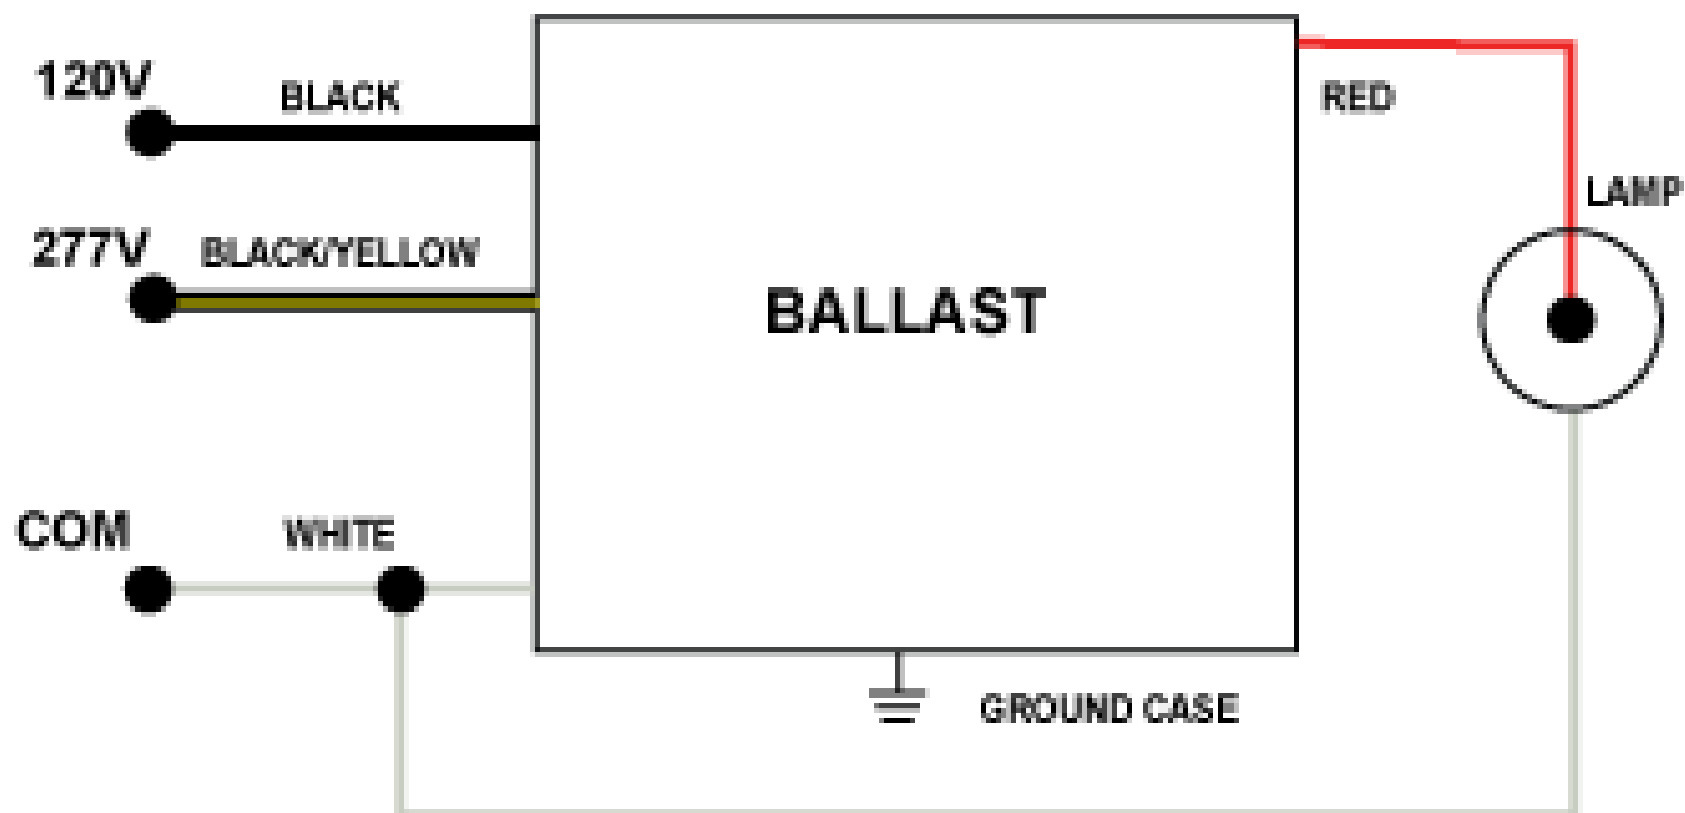 120V
BLACK
RED
LAMP
277V
BLACK/YELLOW
BALLAST
COM
WHITE
GROUND CASE